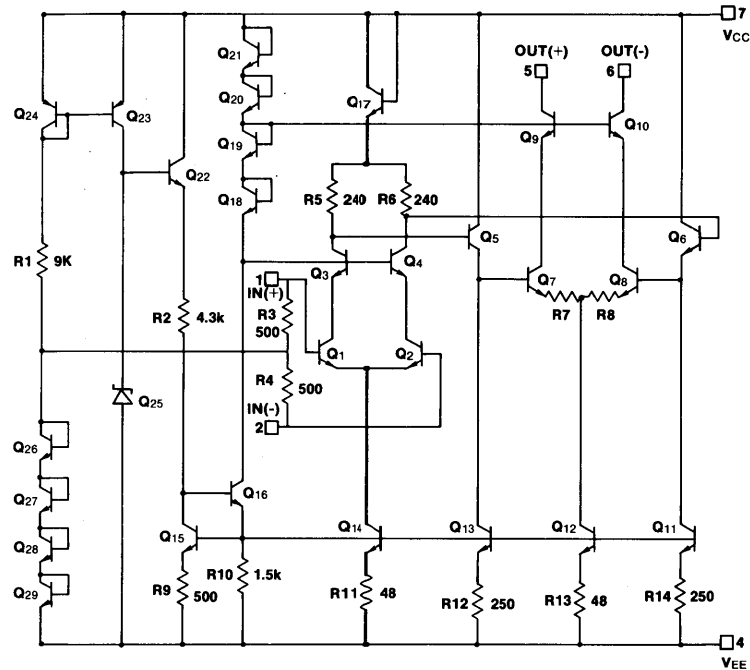 7
VCC
Q21
OUT(+)
OUT(-)
5
6
Q20
Q17
Q24
Q23
Q9
Q10
Q19
Q22
Q18
R5
240
R6
240
Q5
Q6
R1
9K
1
Q3
Q4
Q7
Q8
IN(+)
R3
500
R7
R8
R2
4.3k
Q1
Q2
R4
500
Q25
IN(-)
2
Q26
Q27
Q16
Q28
Q15
Q14
Q13
Q12
Q11
Q29
R9
500
R10
1.5k
R11
48
R12
250
R13
48
R14
250
4
VEE